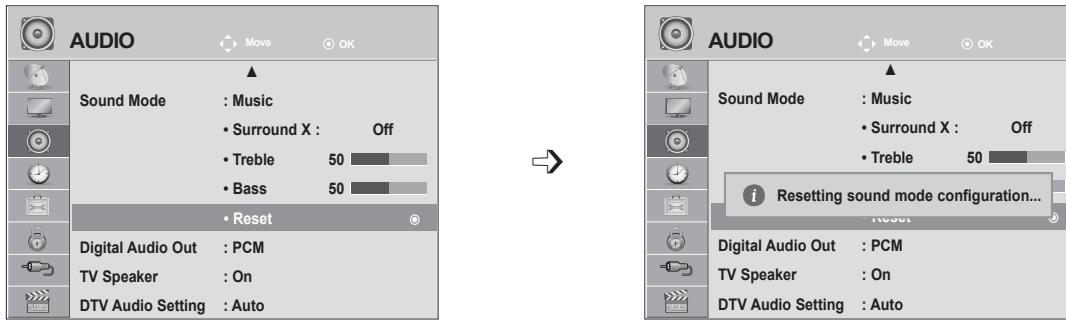 AUDIO Move OK
▲
Sound Mode : Music
• Surround X : Off
• Treble 50
• Bass 50
• Reset
Digital Audio Out : PCM
TV Speaker : On
DTV Audio Setting : Auto
AUDIO Move OK
▲
Sound Mode : Music
• Surround X : Off
• Treble 50
i Resetting sound mode configuration...
• Reset
Digital Audio Out : PCM
TV Speaker : On
DTV Audio Setting : Auto